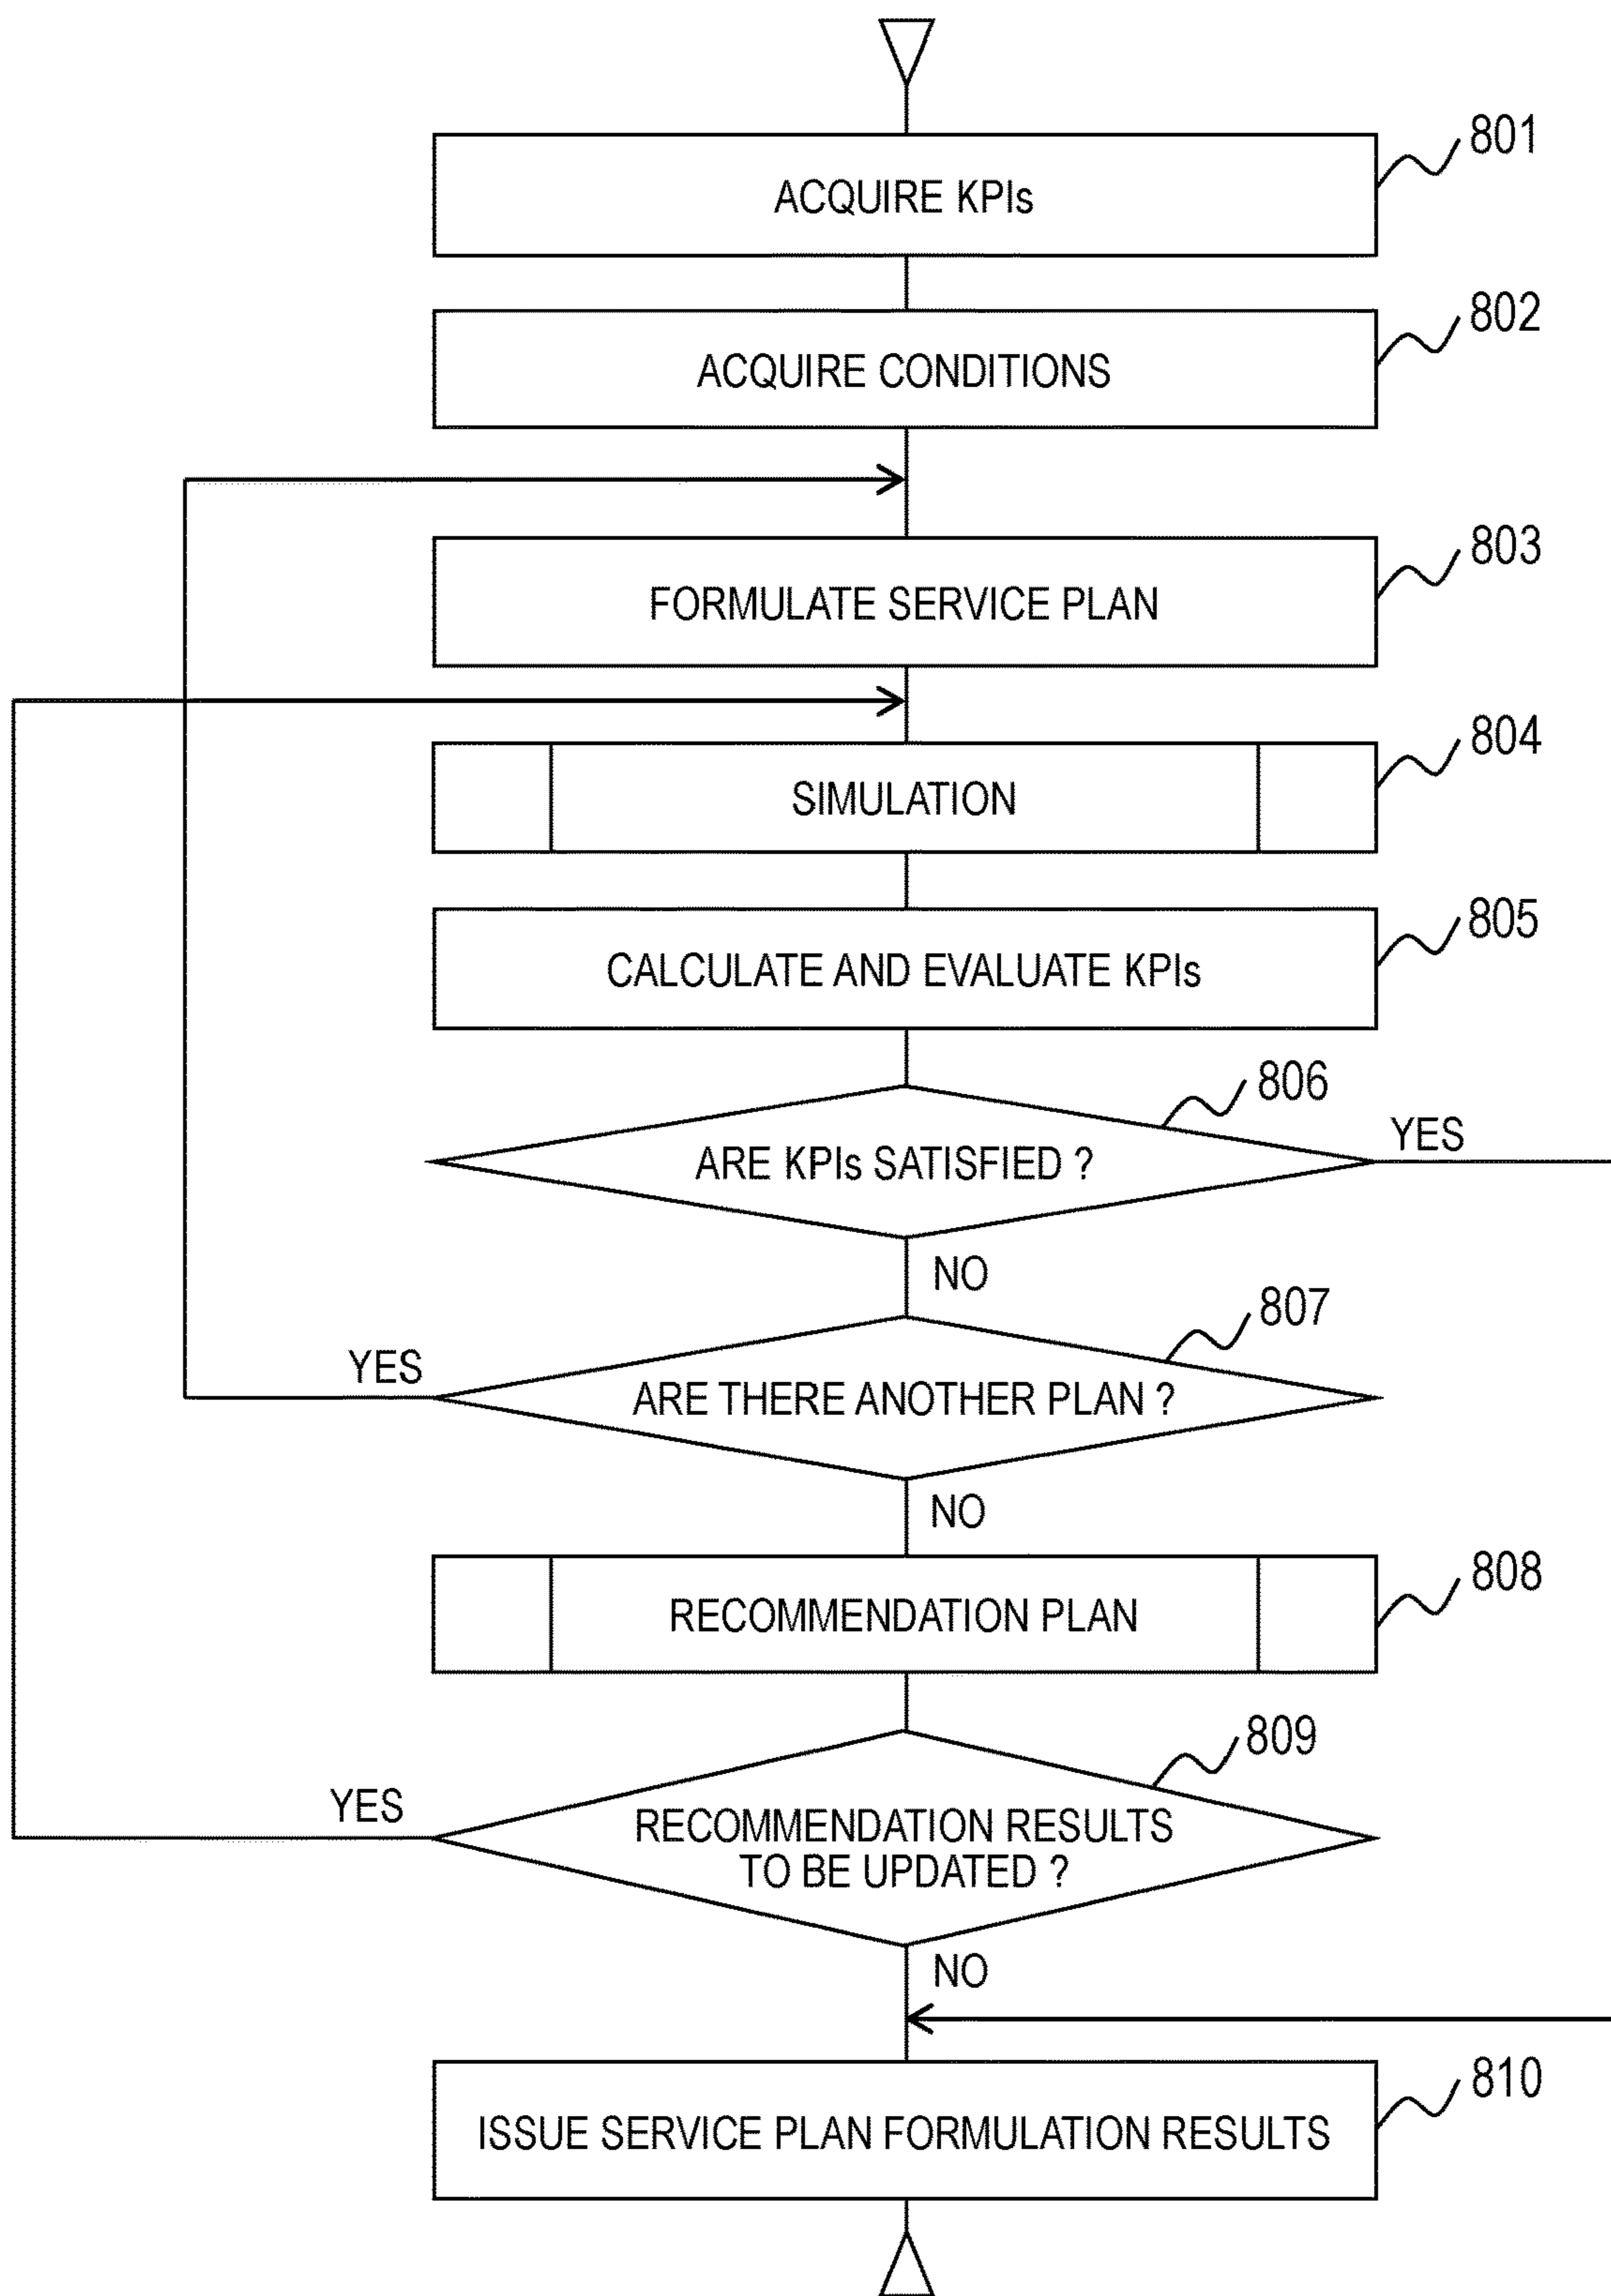 801
ACQUIRE KPIs
802
ACQUIRE CONDITIONS
803
FORMULATE SERVICE PLAN
804
SIMULATION
805
CALCULATE AND EVALUATE KPIs
806
YES
ARE KPIs SATISFIED ?
NO
807
YES
ARE THERE ANOTHER PLAN ?
NO
808
RECOMMENDATION PLAN
809
YES
RECOMMENDATION RESULTS
TO BE UPDATED ?
NO
810
ISSUE SERVICE PLAN FORMULATION RESULTS